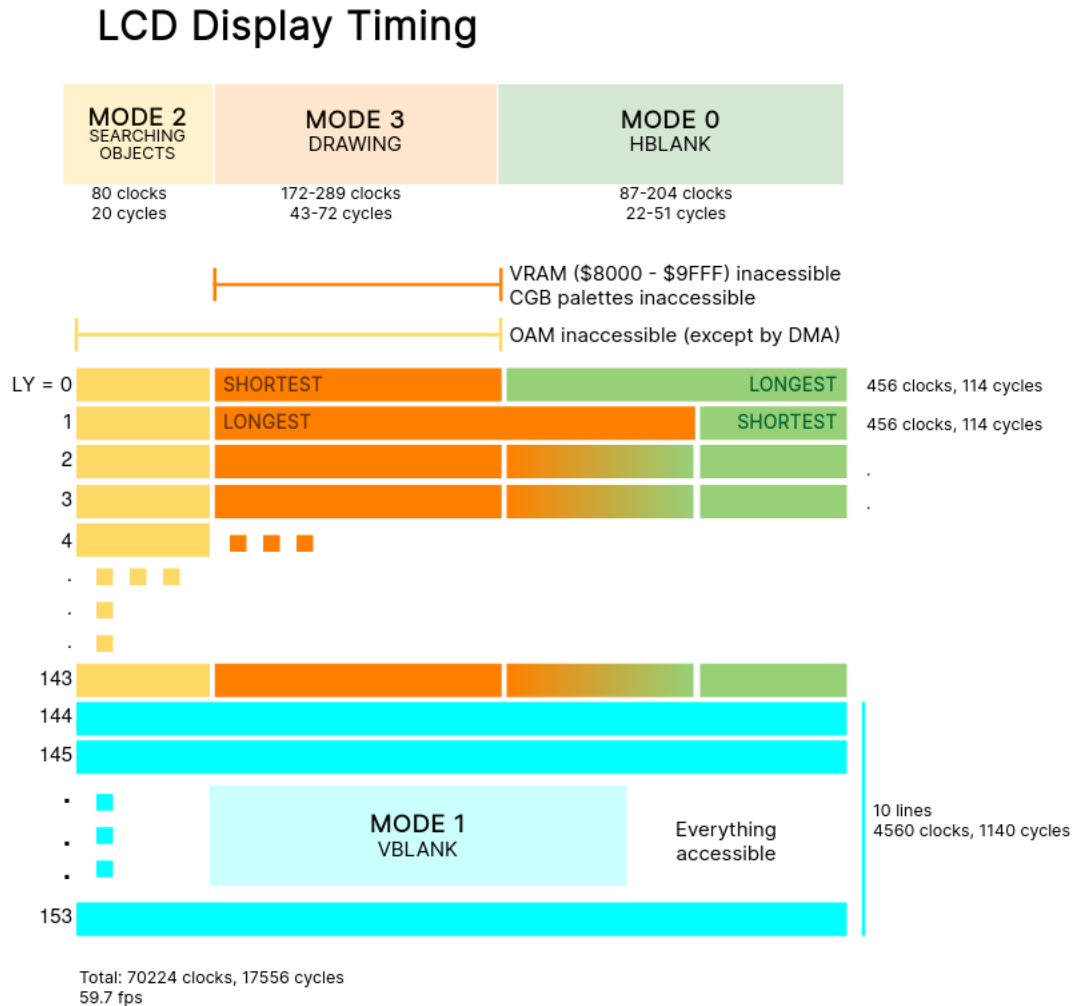 LCD Display Timing
MODE 2
SEARCHING
OBJECTS
MODE 3
DRAWING
MODE 0
HBLANK
80 clocks
20 cycles
172-289 clocks
43-72 cycles
87-204 clocks
22-51 cycles
VRAM ($8000 - $9FFF) inacessible
CGB palettes inaccessible
OAM inaccessible (except by DMA)
LY = 0 SHORTEST LONGEST 456 clocks, 114 cycles
1 LONGEST SHORTEST 456 clocks, 114 cycles
2 .
3 .
4
.
.
.
143
144
145
.
.
.
MODE 1
VBLANK
Everything
accessible
10 lines
4560 clocks, 1140 cycles
153
Total: 70224 clocks, 17556 cycles
59.7 fps